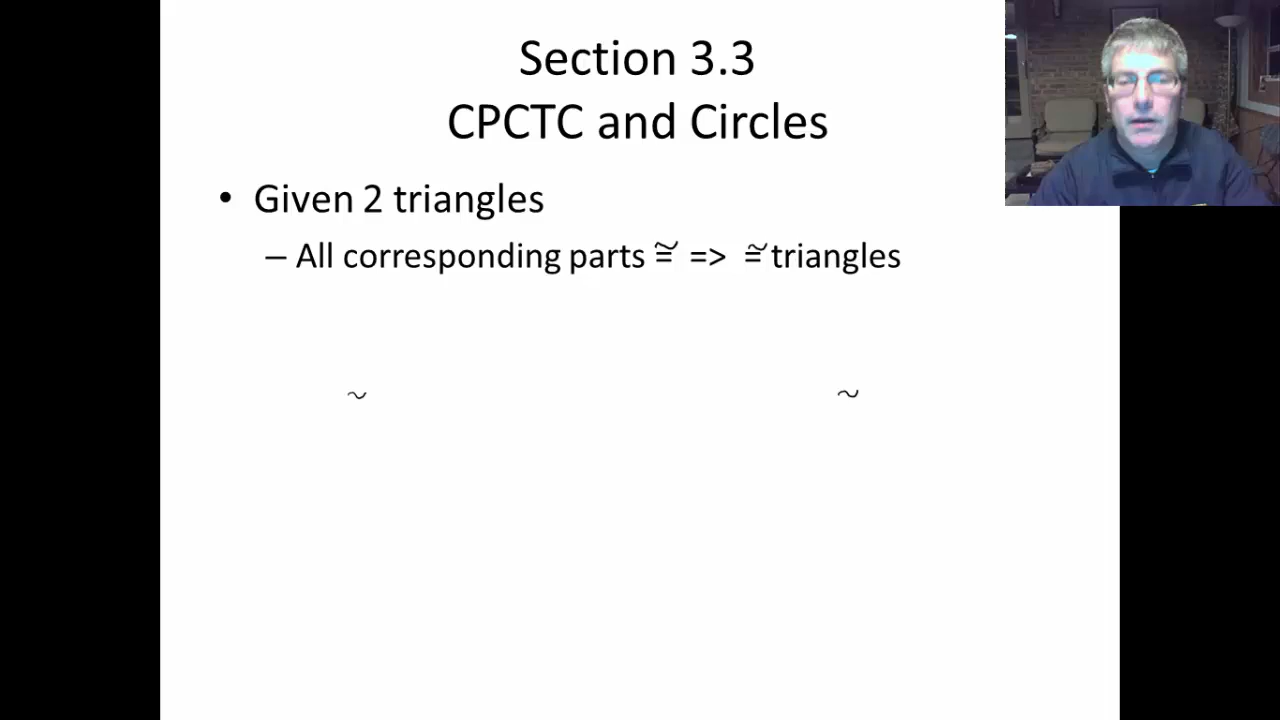 Section 3.3
CPCTC and Circles
• Given 2 triangles
– All corresponding parts ≅ => ≅ triangles
~ ~